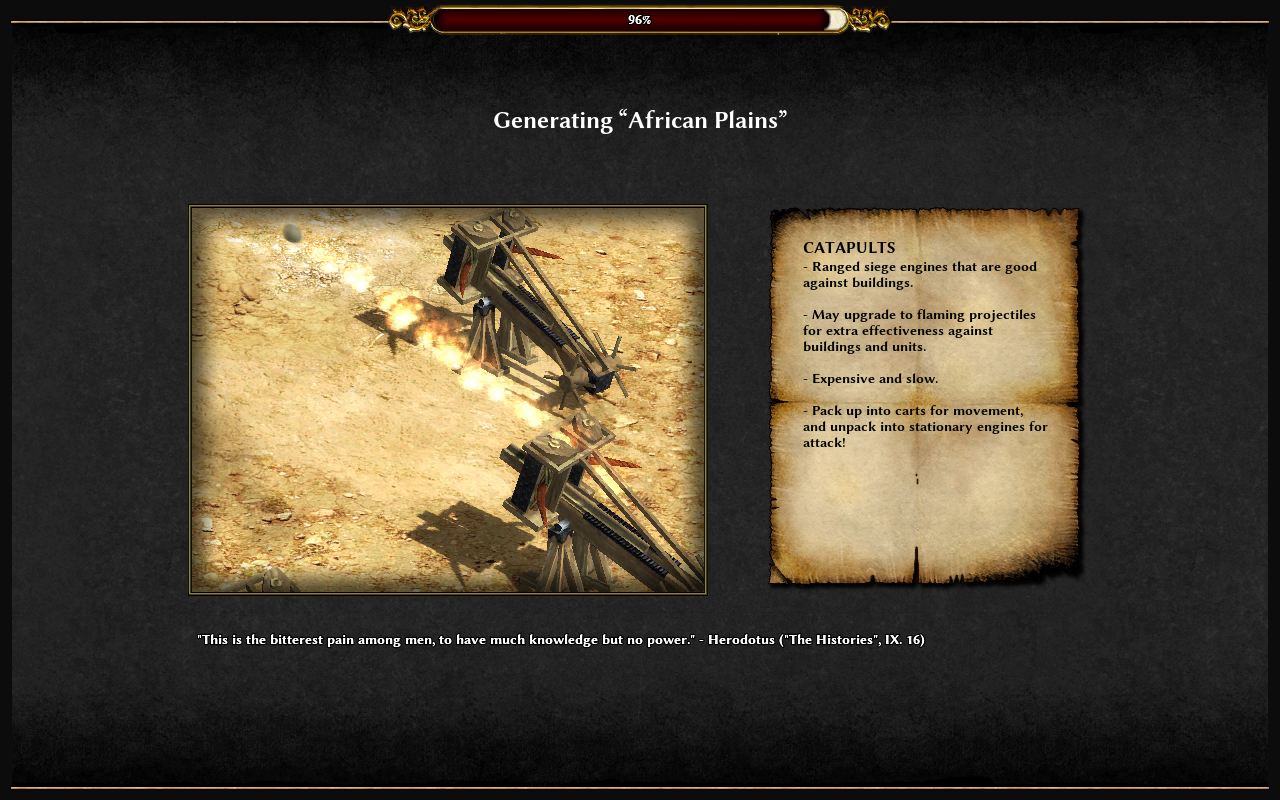 96%
Generating “African Plains”
CATAPULTS
- Ranged siege engines that are good
against buildings.
- May upgrade to flaming projectiles
for extra effectiveness against
buildings and units.
- Expensive and slow.
- Pack up into carts for movement,
and unpack into stationary engines for
attack!
"This is the bitterest pain among men, to have much knowledge but no power." - Herodotus ("The Histories", IX. 16)